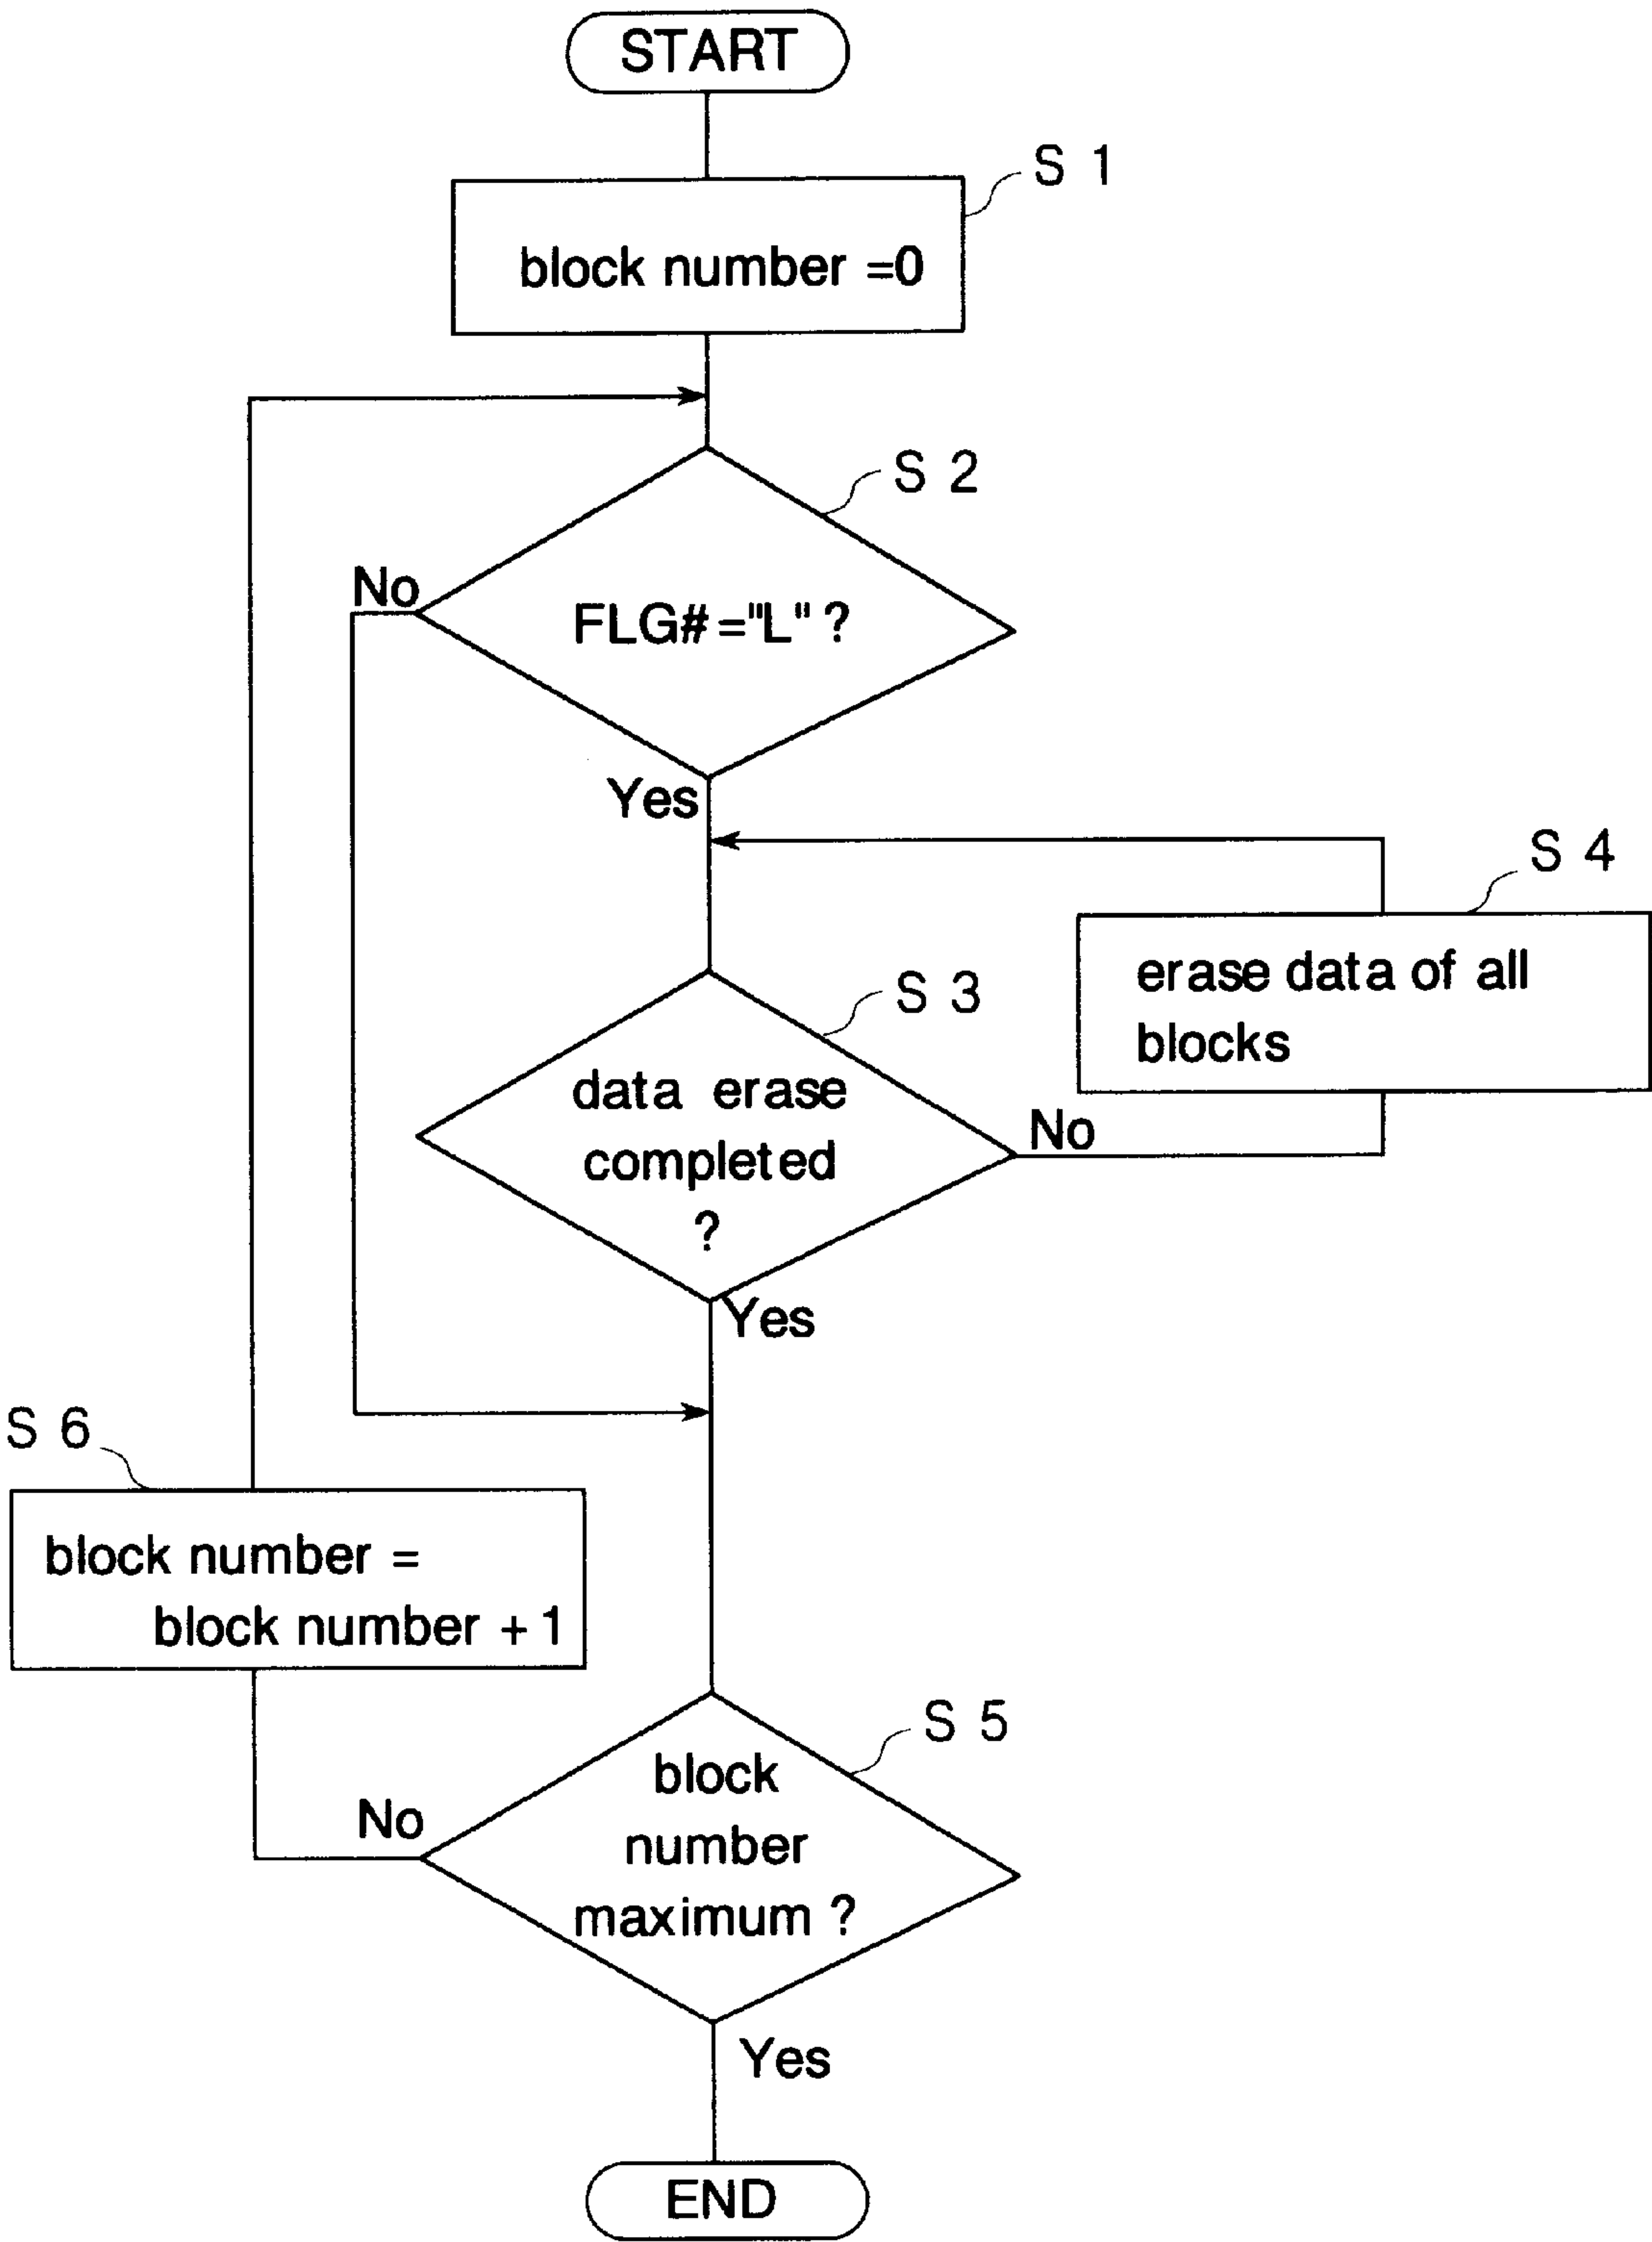 START
S 1
block number =0
S 2
No
FLG# ="L" ?
Yes
S 4
erase data of all
blocks
S 3
data erase
completed
?
No
Yes
S 6
block number =
block number + 1
S 5
block
number
maximum ?
No
Yes
END